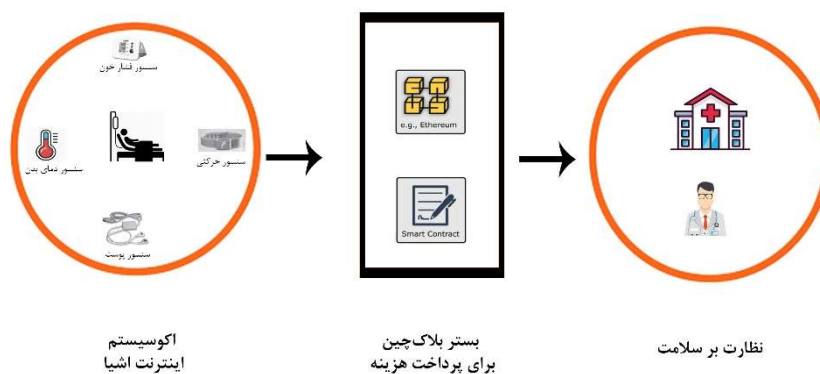 سنسور فشار خون
سنسور دمای بدن
سنسور حرکتی
سنسور پوست
e.g., Ethereum
Smart Contract
اکوسیستم
اینترنت اشیا
بستر بلاک‌چین
برای پرداخت هزینه
نظارت بر سلامت